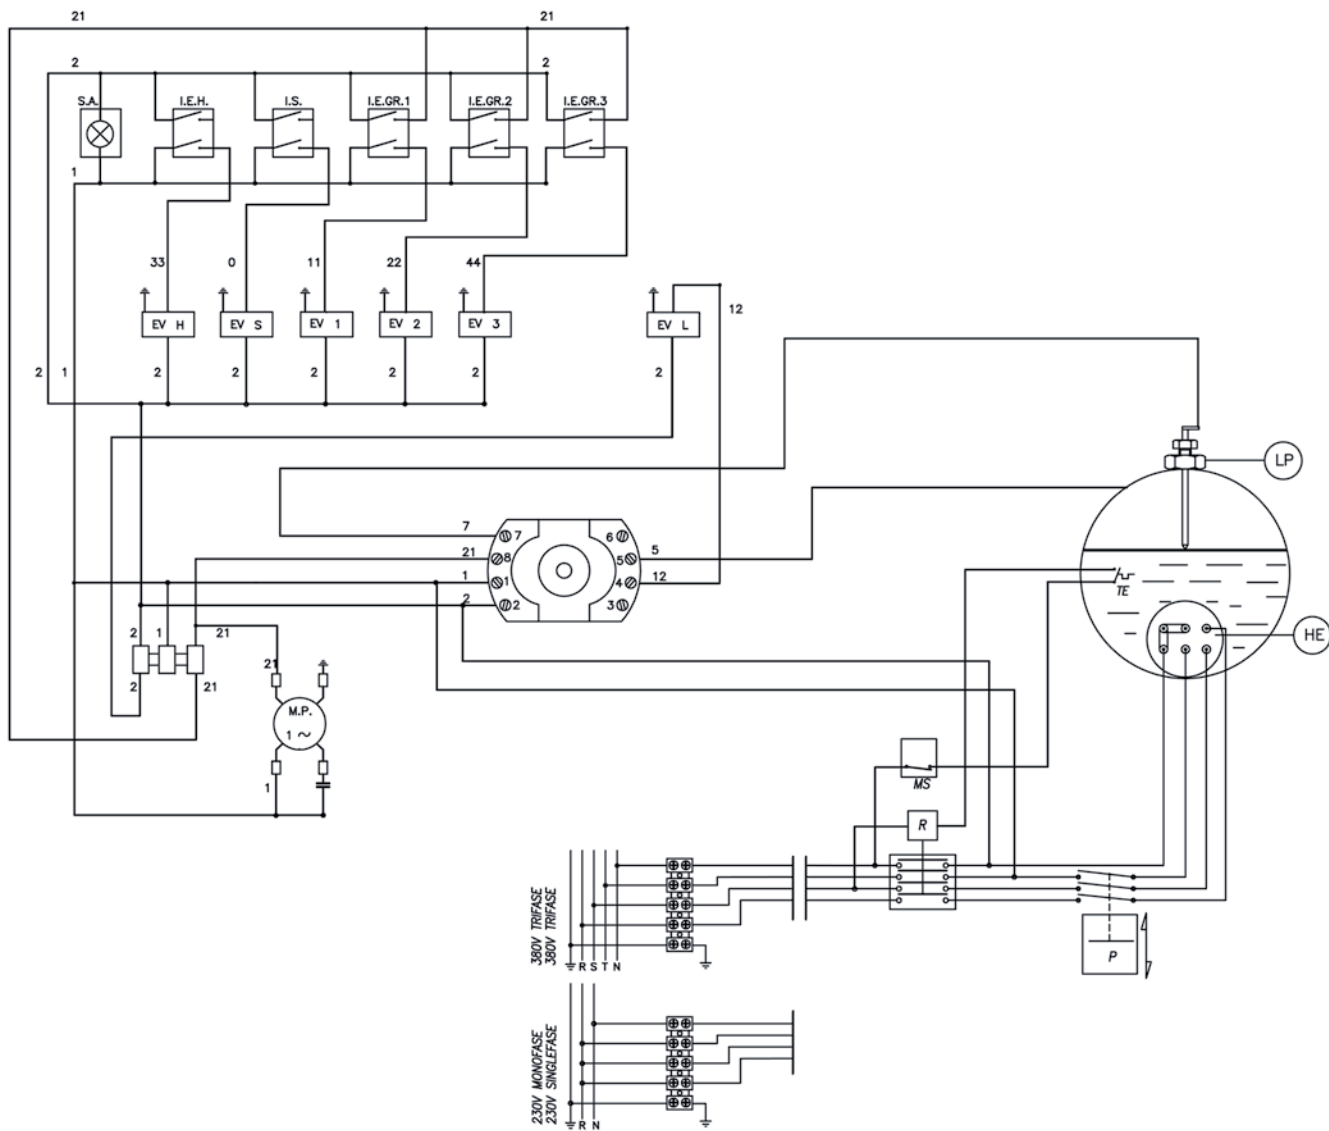 21 21
2 2
S.A. I.E.H. I.S. I.E.GR.1 I.E.GR.2 I.E.GR.3
1
33 0 11 22 44
12
EV H EV S EV 1 EV 2 EV 3 EV L
2 1 2 2 2 2 2 2
LP
7 7 6
21 8 5 5
1 1 4 12
2 2 3
TE
2 1 21
HE
2 21 21
M.P.
1 ~
1
MS
R
380V TRIFASE
380V TRIFASE
R S T N
P
230V MONOFASE
230V SINGLEFASE
R N